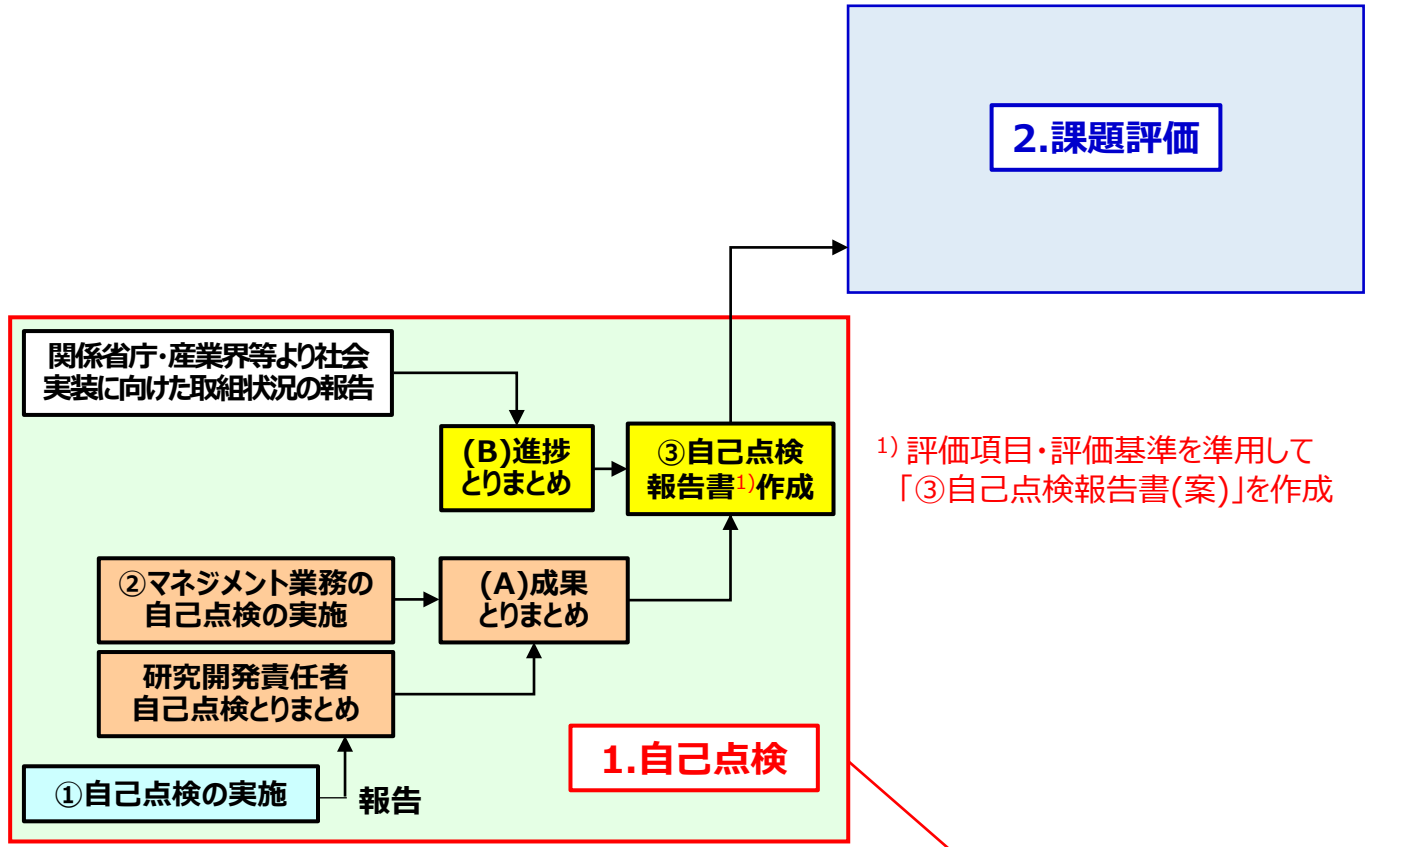 2.課題評価
関係省庁・産業界等より社会
実装に向けた取組状況の報告
(B)進捗
とりまとめ
③自己点検
報告書1)作成
1) 評価項目・評価基準を準用して
「③自己点検報告書(案)」を作成
②マネジメント業務の
自己点検の実施
(A)成果
とりまとめ
研究開発責任者
自己点検とりまとめ
1.自己点検
①自己点検の実施
報告